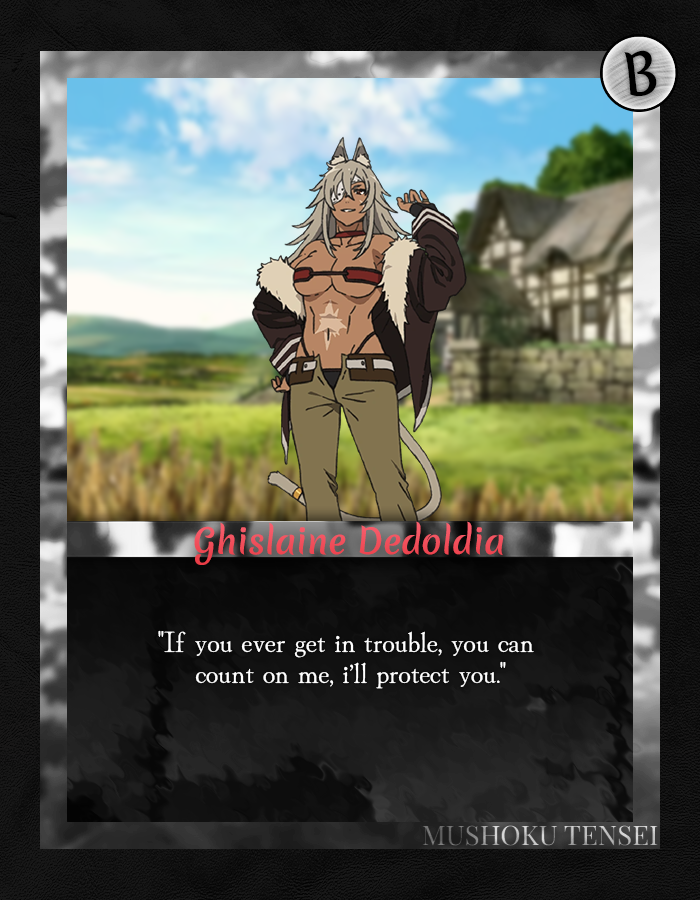 B
Ghislaine Dedoldia
"If you ever get in trouble, you can
count on me, i'll protect you."
MUSHOKU TENSEI